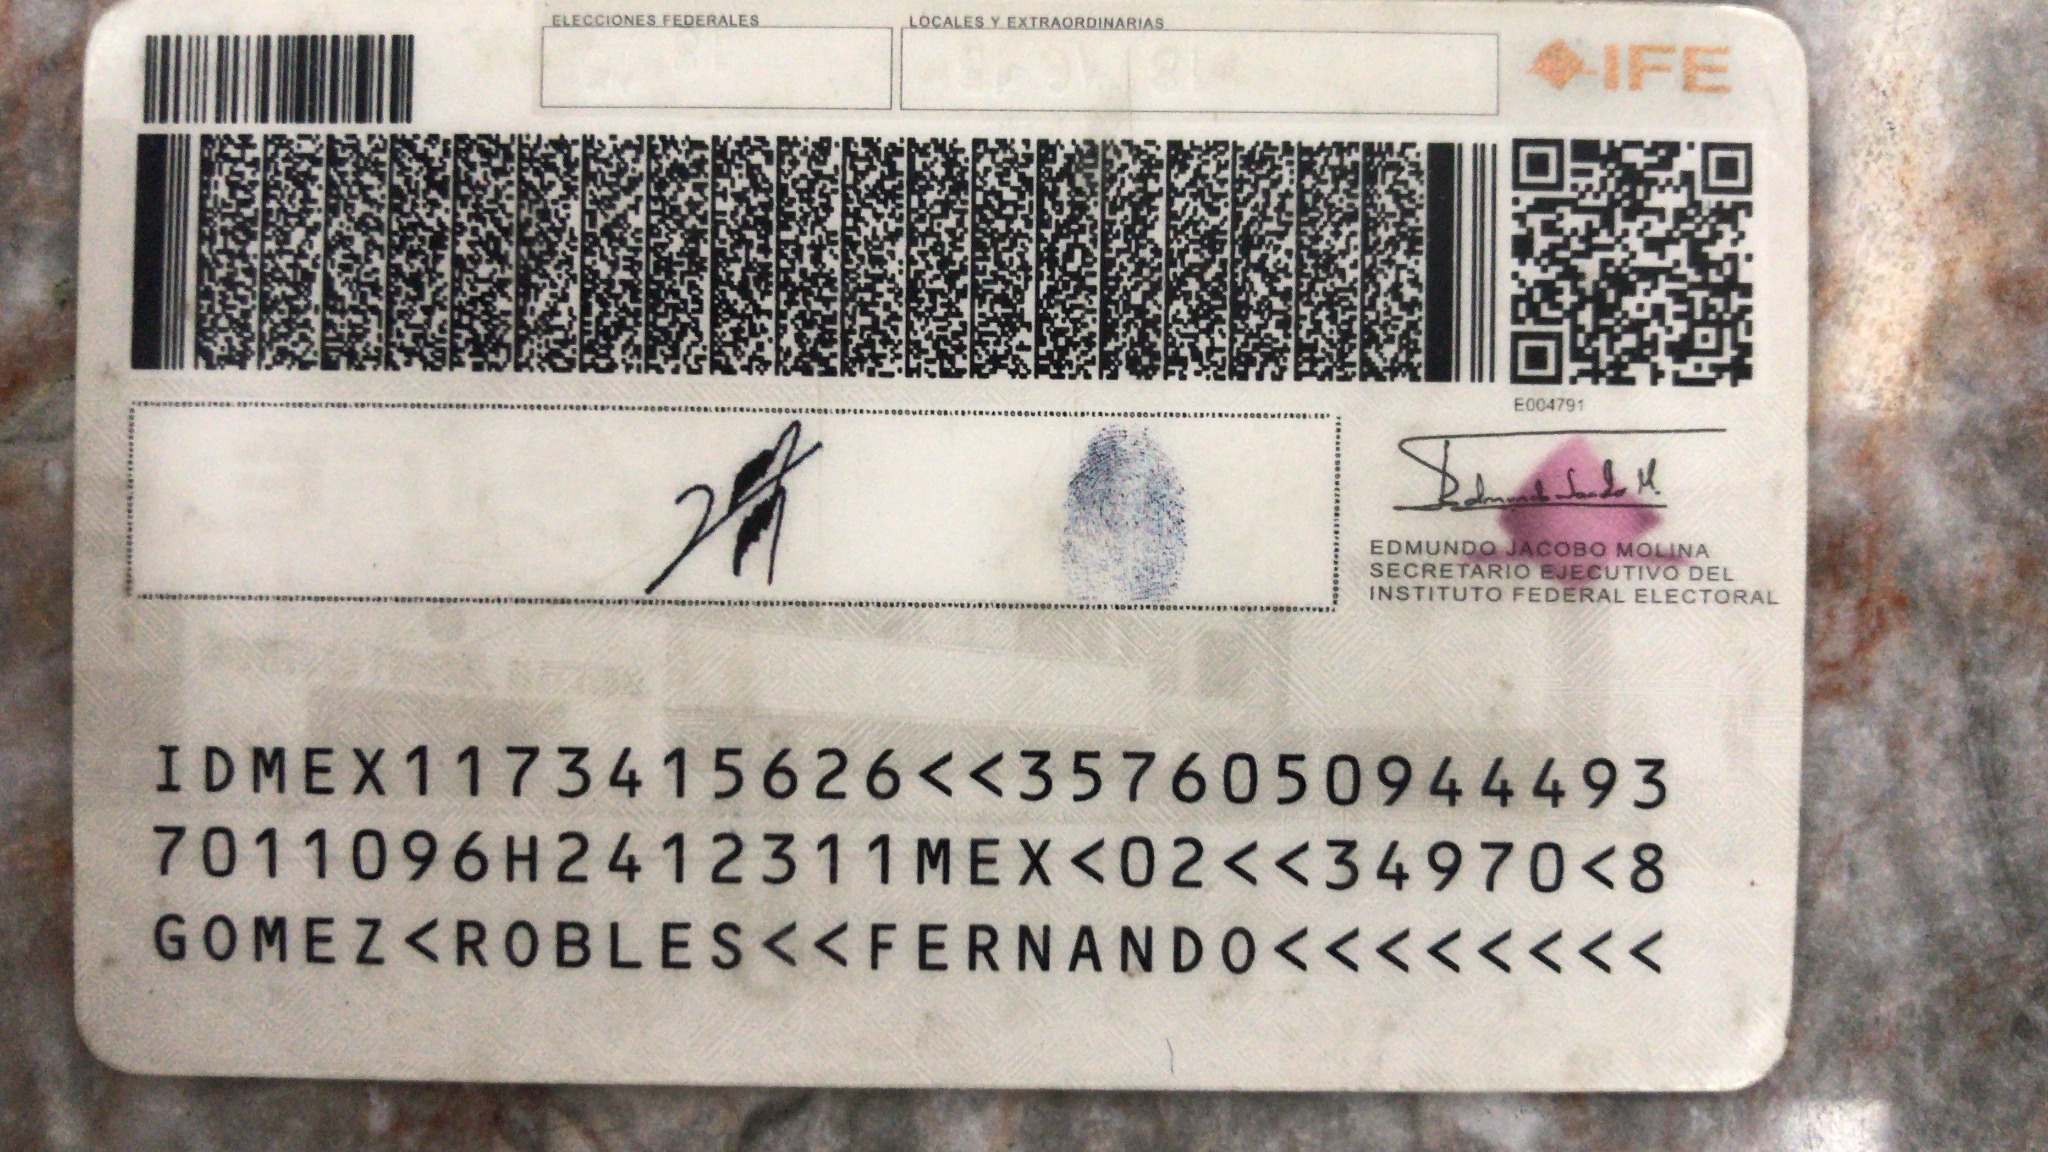 ELECCIONES FEDERALES
LOCALES Y EXTRAORDINARIAS
IFE
E004791
EDMUNDO JACOBO MOLINA
SECRETARIO EJECUTIVO DEL
INSTITUTO FEDERAL ELECTORAL
IDMEX1173415626<<3576050944493
7011096H2412311MEX<02<<34970<8
GOMEZ<ROBLES<<FERNANDO<<<<<<<<